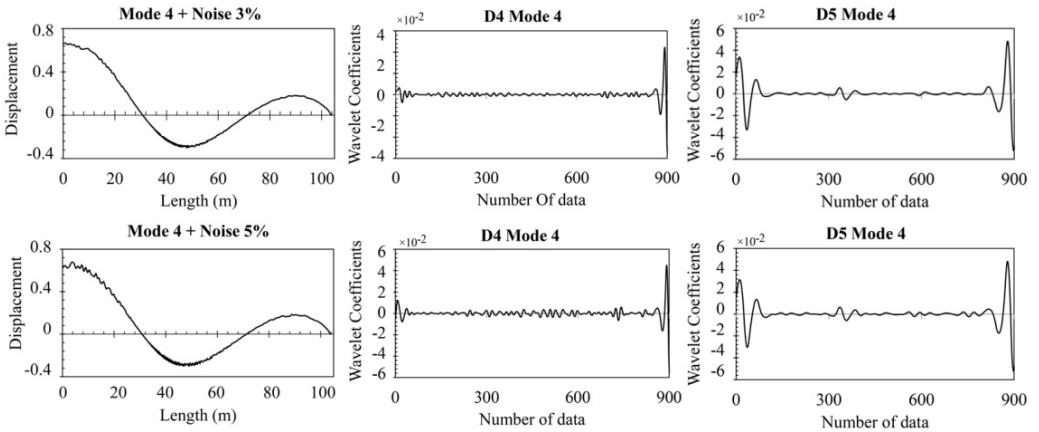 Mode 4 + Noise 3%
D4 Mode 4
D5 Mode 4
0.8
0.4
0
-0.4
Displacement
0 20 40 60 80 100
Length (m)
×10-2
4
2
0
-2
-4
Wavelet Coefficients
0 300 600 900
Number Of data
×10-2
6
4
2
0
-2
-4
-6
Wavelet Coefficients
0 300 600 900
Number of data
Mode 4 + Noise 5%
D4 Mode 4
D5 Mode 4
0.8
0.4
0
-0.4
Displacement
0 20 40 60 80 100
Length (m)
×10-2
6
4
2
0
-2
-4
-6
Wavelet Coefficients
0 300 600 900
Number of data
×10-2
6
4
2
0
-2
-4
-6
Wavelet Coefficients
0 300 600 900
Number of data